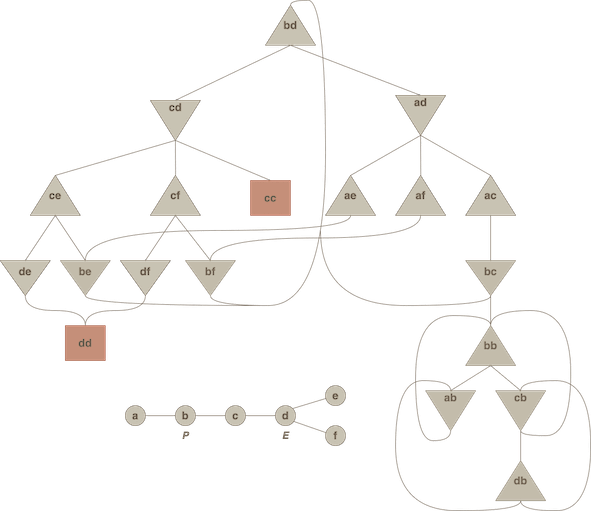 bd
cd ad
ce cf cc ae af ac
de be df bf bc
dd bb
e
ab cb
a b c d
P E f
db